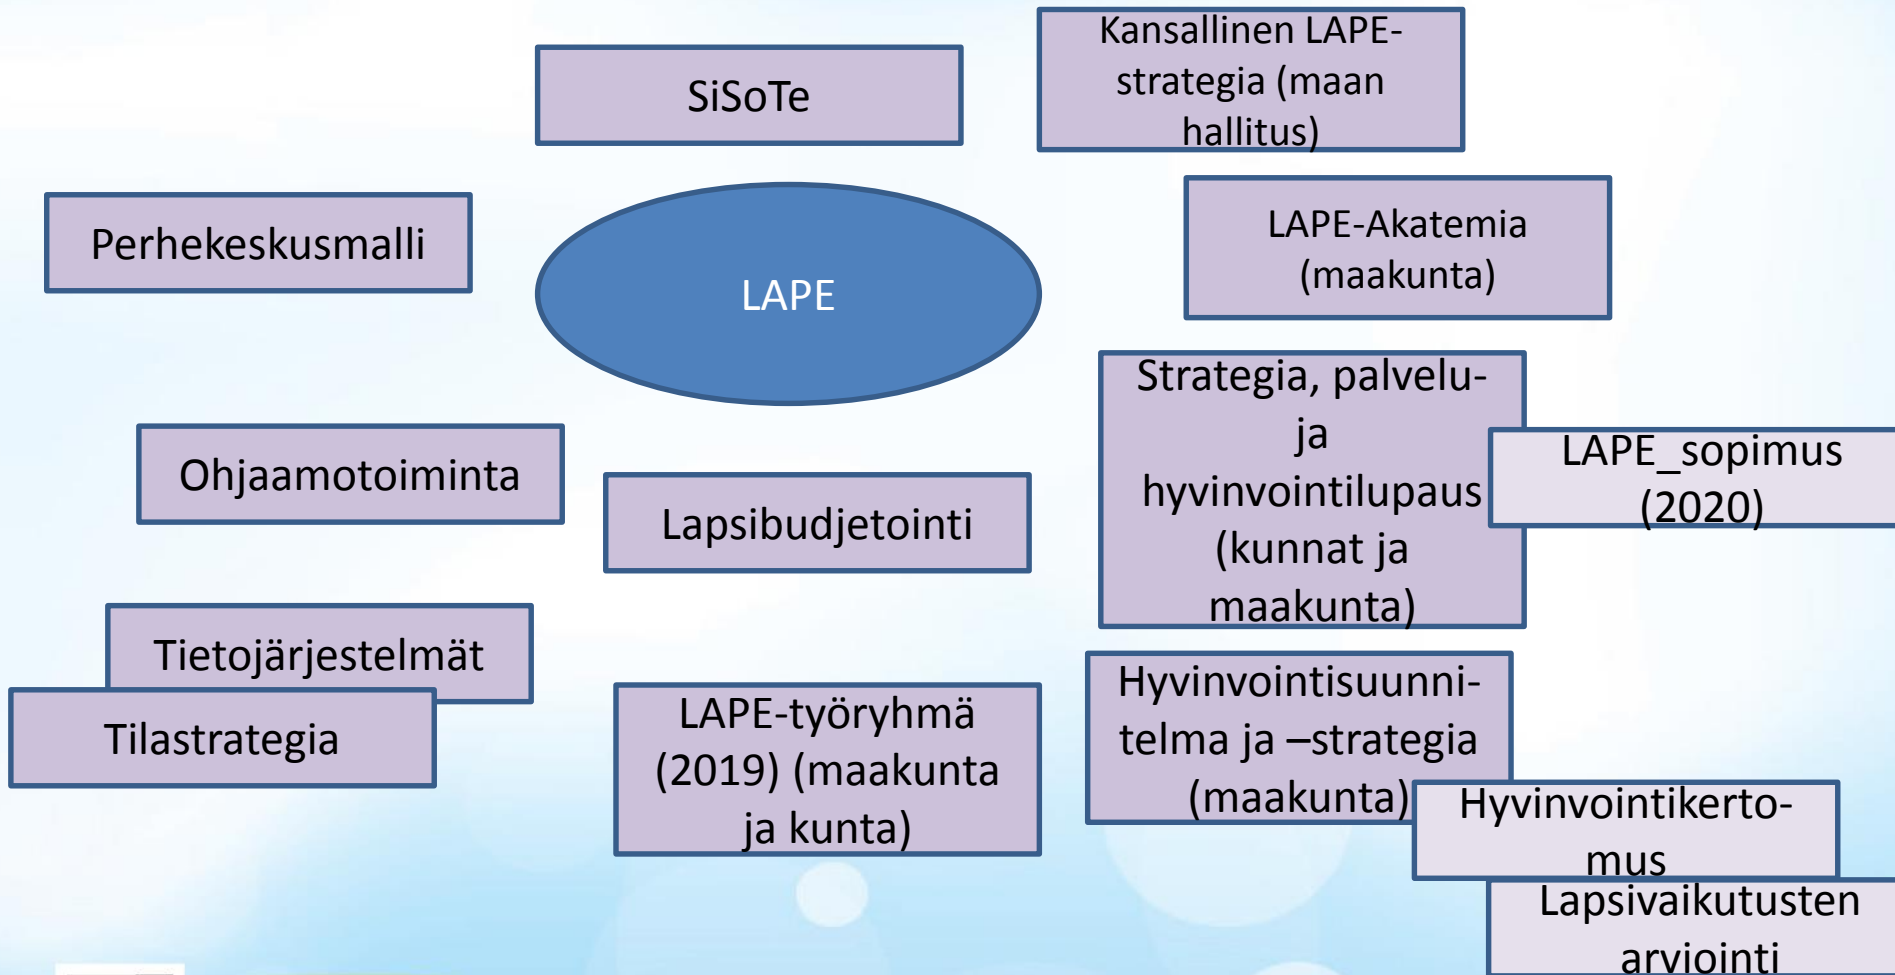 SiSoTe
Kansallinen LAPE-
strategia (maan
hallitus)
Perhekeskusmalli
LAPE
LAPE-Akatemia
(maakunta)
Strategia, palvelu-
ja
hyvinvointilupaus
(kunnat ja
maakunta)
LAPE_sopimus
(2020)
Ohjaamotoiminta
Lapsibudjetointi
Tietojärjestelmät
Tilastrategia
LAPE-työryhmä
(2019) (maakunta
ja kunta)
Hyvinvointisuunni-
telma ja –strategia
(maakunta)
Hyvinvointikerto-
mus
Lapsivaikutusten
arviointi